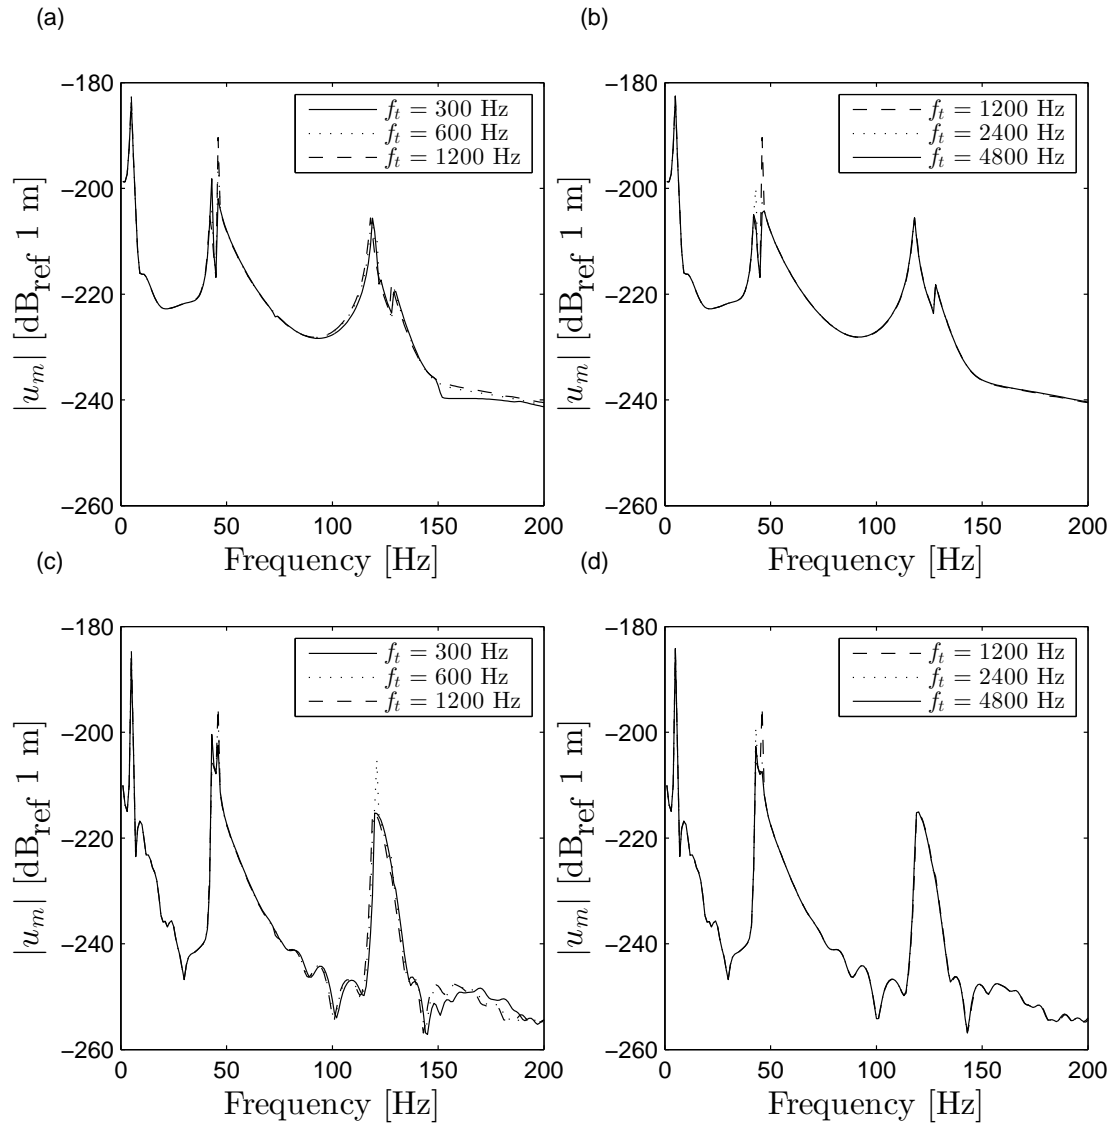 (a)
|u_m| [dB_ref 1 m]
−180
−200
−220
−240
−260
f_t = 300 Hz
f_t = 600 Hz
f_t = 1200 Hz
0 50 100 150 200
Frequency [Hz]
(b)
|u_m| [dB_ref 1 m]
−180
−200
−220
−240
−260
f_t = 1200 Hz
f_t = 2400 Hz
f_t = 4800 Hz
0 50 100 150 200
Frequency [Hz]
(c)
|u_m| [dB_ref 1 m]
−180
−200
−220
−240
−260
f_t = 300 Hz
f_t = 600 Hz
f_t = 1200 Hz
0 50 100 150 200
Frequency [Hz]
(d)
|u_m| [dB_ref 1 m]
−180
−200
−220
−240
−260
f_t = 1200 Hz
f_t = 2400 Hz
f_t = 4800 Hz
0 50 100 150 200
Frequency [Hz]